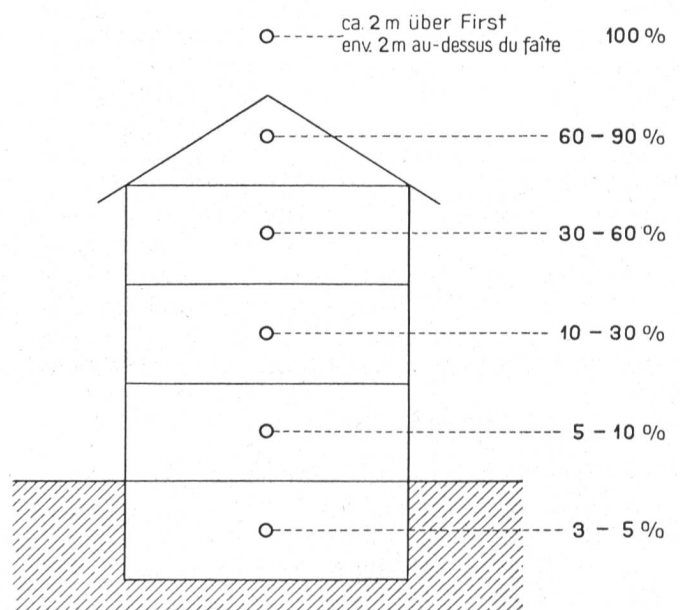 ca. 2 m über First
env. 2 m au-dessus du faîte 100 %
60 – 90 %
30 – 60 %
10 – 30 %
5 – 10 %
3 – 5 %